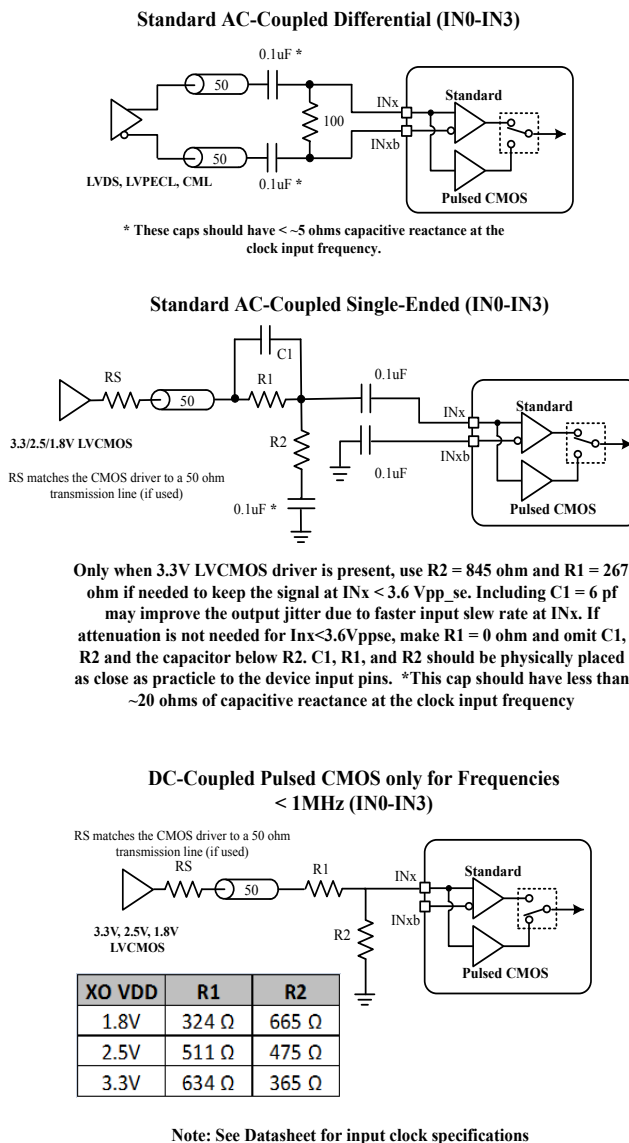 Standard AC-Coupled Differential (IN0-IN3)
0.1uF *
50
100
50
0.1uF *
LVDS, LVPECL, CML
INx
INxb
Standard
Pulsed CMOS
* These caps should have < ~5 ohms capacitive reactance at the
clock input frequency.
Standard AC-Coupled Single-Ended (IN0-IN3)
C1
RS
50
R1
0.1uF
R2
0.1uF
0.1uF *
3.3/2.5/1.8V LVCMOS
RS matches the CMOS driver to a 50 ohm
transmission line (if used)
INx
INxb
Standard
Pulsed CMOS
Only when 3.3V LVCMOS driver is present, use R2 = 845 ohm and R1 = 267
ohm if needed to keep the signal at INx < 3.6 Vpp_se. Including C1 = 6 pf
may improve the output jitter due to faster input slew rate at INx. If
attenuation is not needed for Inx<3.6Vppse, make R1 = 0 ohm and omit C1,
R2 and the capacitor below R2. C1, R1, and R2 should be physically placed
as close as practicle to the device input pins. *This cap should have less than
~20 ohms of capacitive reactance at the clock input frequency
DC-Coupled Pulsed CMOS only for Frequencies
< 1MHz (IN0-IN3)
RS matches the CMOS driver to a 50 ohm
transmission line (if used)
RS
50
R1
R2
3.3V, 2.5V, 1.8V
LVCMOS
INx
INxb
Standard
Pulsed CMOS
XO VDD R1 R2
1.8V 324 Ω 665 Ω
2.5V 511 Ω 475 Ω
3.3V 634 Ω 365 Ω
Note: See Datasheet for input clock specifications